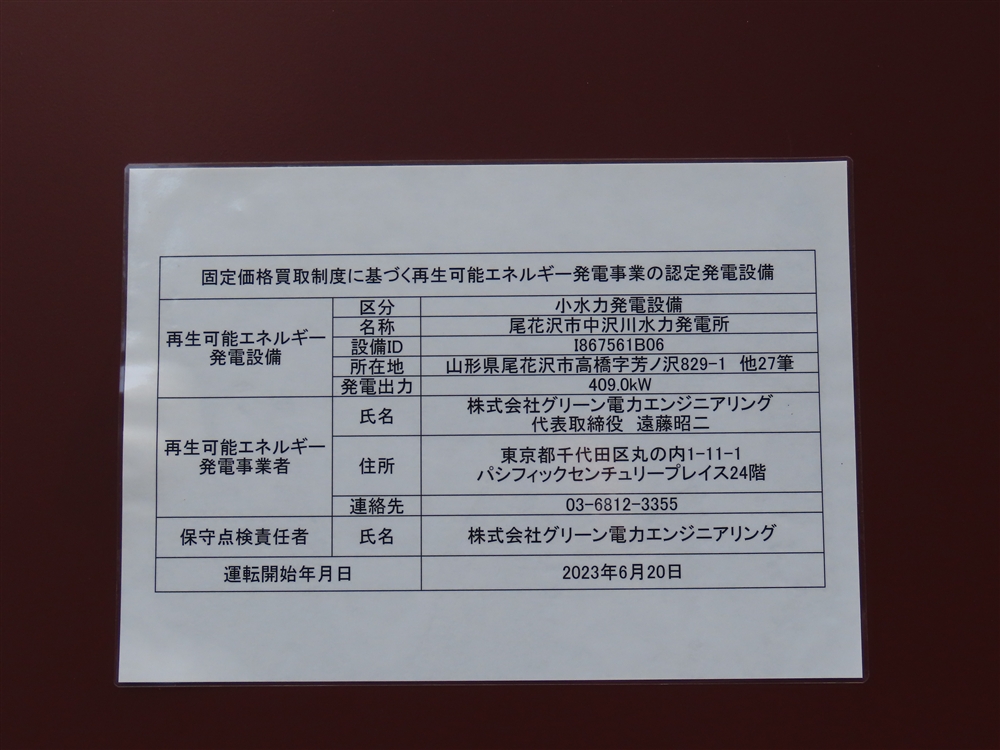 固定価格買取制度に基づく再生可能エネルギー発電事業の認定発電設備
再生可能エネルギー
発電設備
区分
小水力発電設備
名称
尾花沢市中沢川水力発電所
設備ID
I867561B06
所在地
山形県尾花沢市高橋字芳ノ沢829-1　他27筆
発電出力
409.0kW
再生可能エネルギー
発電事業者
氏名
株式会社グリーン電力エンジニアリング
代表取締役　遠藤昭二
住所
東京都千代田区丸の内1-11-1
パシフィックセンチュリープレイス24階
連絡先
03-6812-3355
保守点検責任者
氏名
株式会社グリーン電力エンジニアリング
運転開始年月日
2023年6月20日